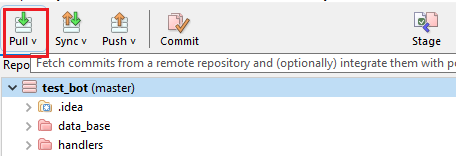 Pull ˅ Sync ˅ Push ˅ Commit Stage
Repo
Fetch commits from a remote repository and (optionally) integrate them with
test_bot (master)
.idea
data_base
handlers